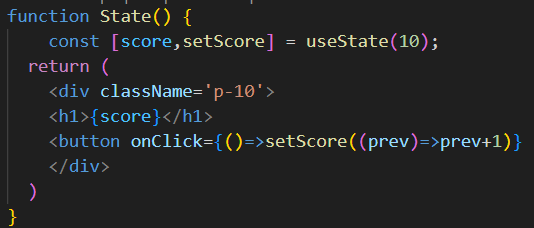 function State() {
const [score,setScore] = useState(10);
return (
<div className='p-10'>
<h1>{score}</h1>
<button onClick={()=>setScore((prev)=>prev+1)}
</div>
)
}